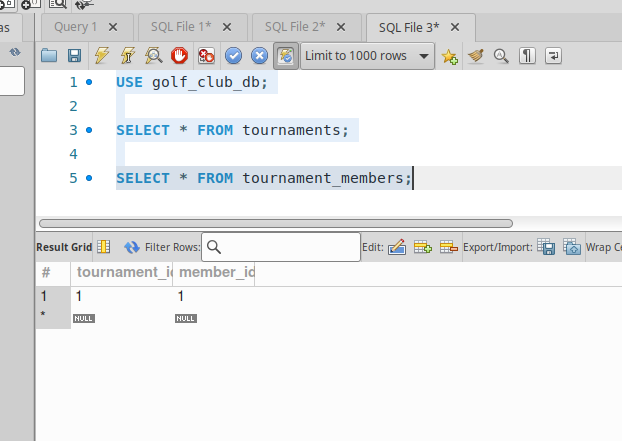 as
Query 1
SQL File 1*
SQL File 2*
SQL File 3*
Limit to 1000 rows
1 USE golf_club_db;
2
3 SELECT * FROM tournaments;
4
5 SELECT * FROM tournament_members;
Result Grid Filter Rows: Edit: Export/Import: Wrap Ce
# tournament_id member_id
1 1 1
* NULL NULL